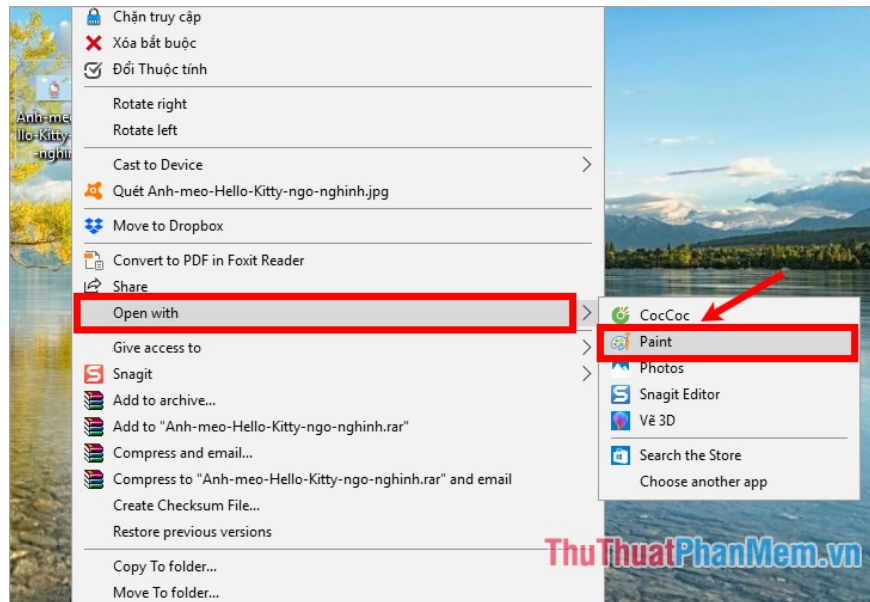 Chặn truy cập
Xóa bắt buộc
Đổi Thuộc tính
Rotate right
Rotate left
Cast to Device
Quét Anh-meo-Hello-Kitty-ngo-nghinh.jpg
Move to Dropbox
Convert to PDF in Foxit Reader
Share
Open with
Give access to
Snagit
Add to archive...
Add to "Anh-meo-Hello-Kitty-ngo-nghinh.rar"
Compress and email...
Compress to "Anh-meo-Hello-Kitty-ngo-nghinh.rar" and email
Create Checksum File...
Restore previous versions
Copy To folder...
Move To folder...
CocCoc
Paint
Photos
Snagit Editor
Vẽ 3D
Search the Store
Choose another app
ThuThuatPhanMem.vn